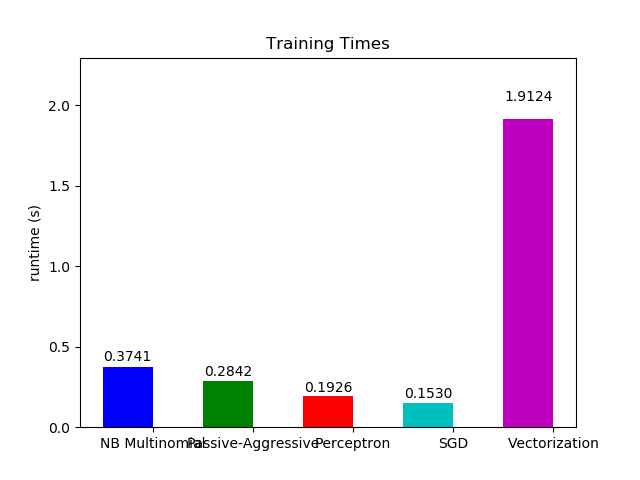 Training Times
runtime (s)
2.0
1.5
1.0
0.5
0.0
0.3741
0.2842
0.1926
0.1530
1.9124
NB Multinomial
Passive-Aggressive
Perceptron
SGD
Vectorization